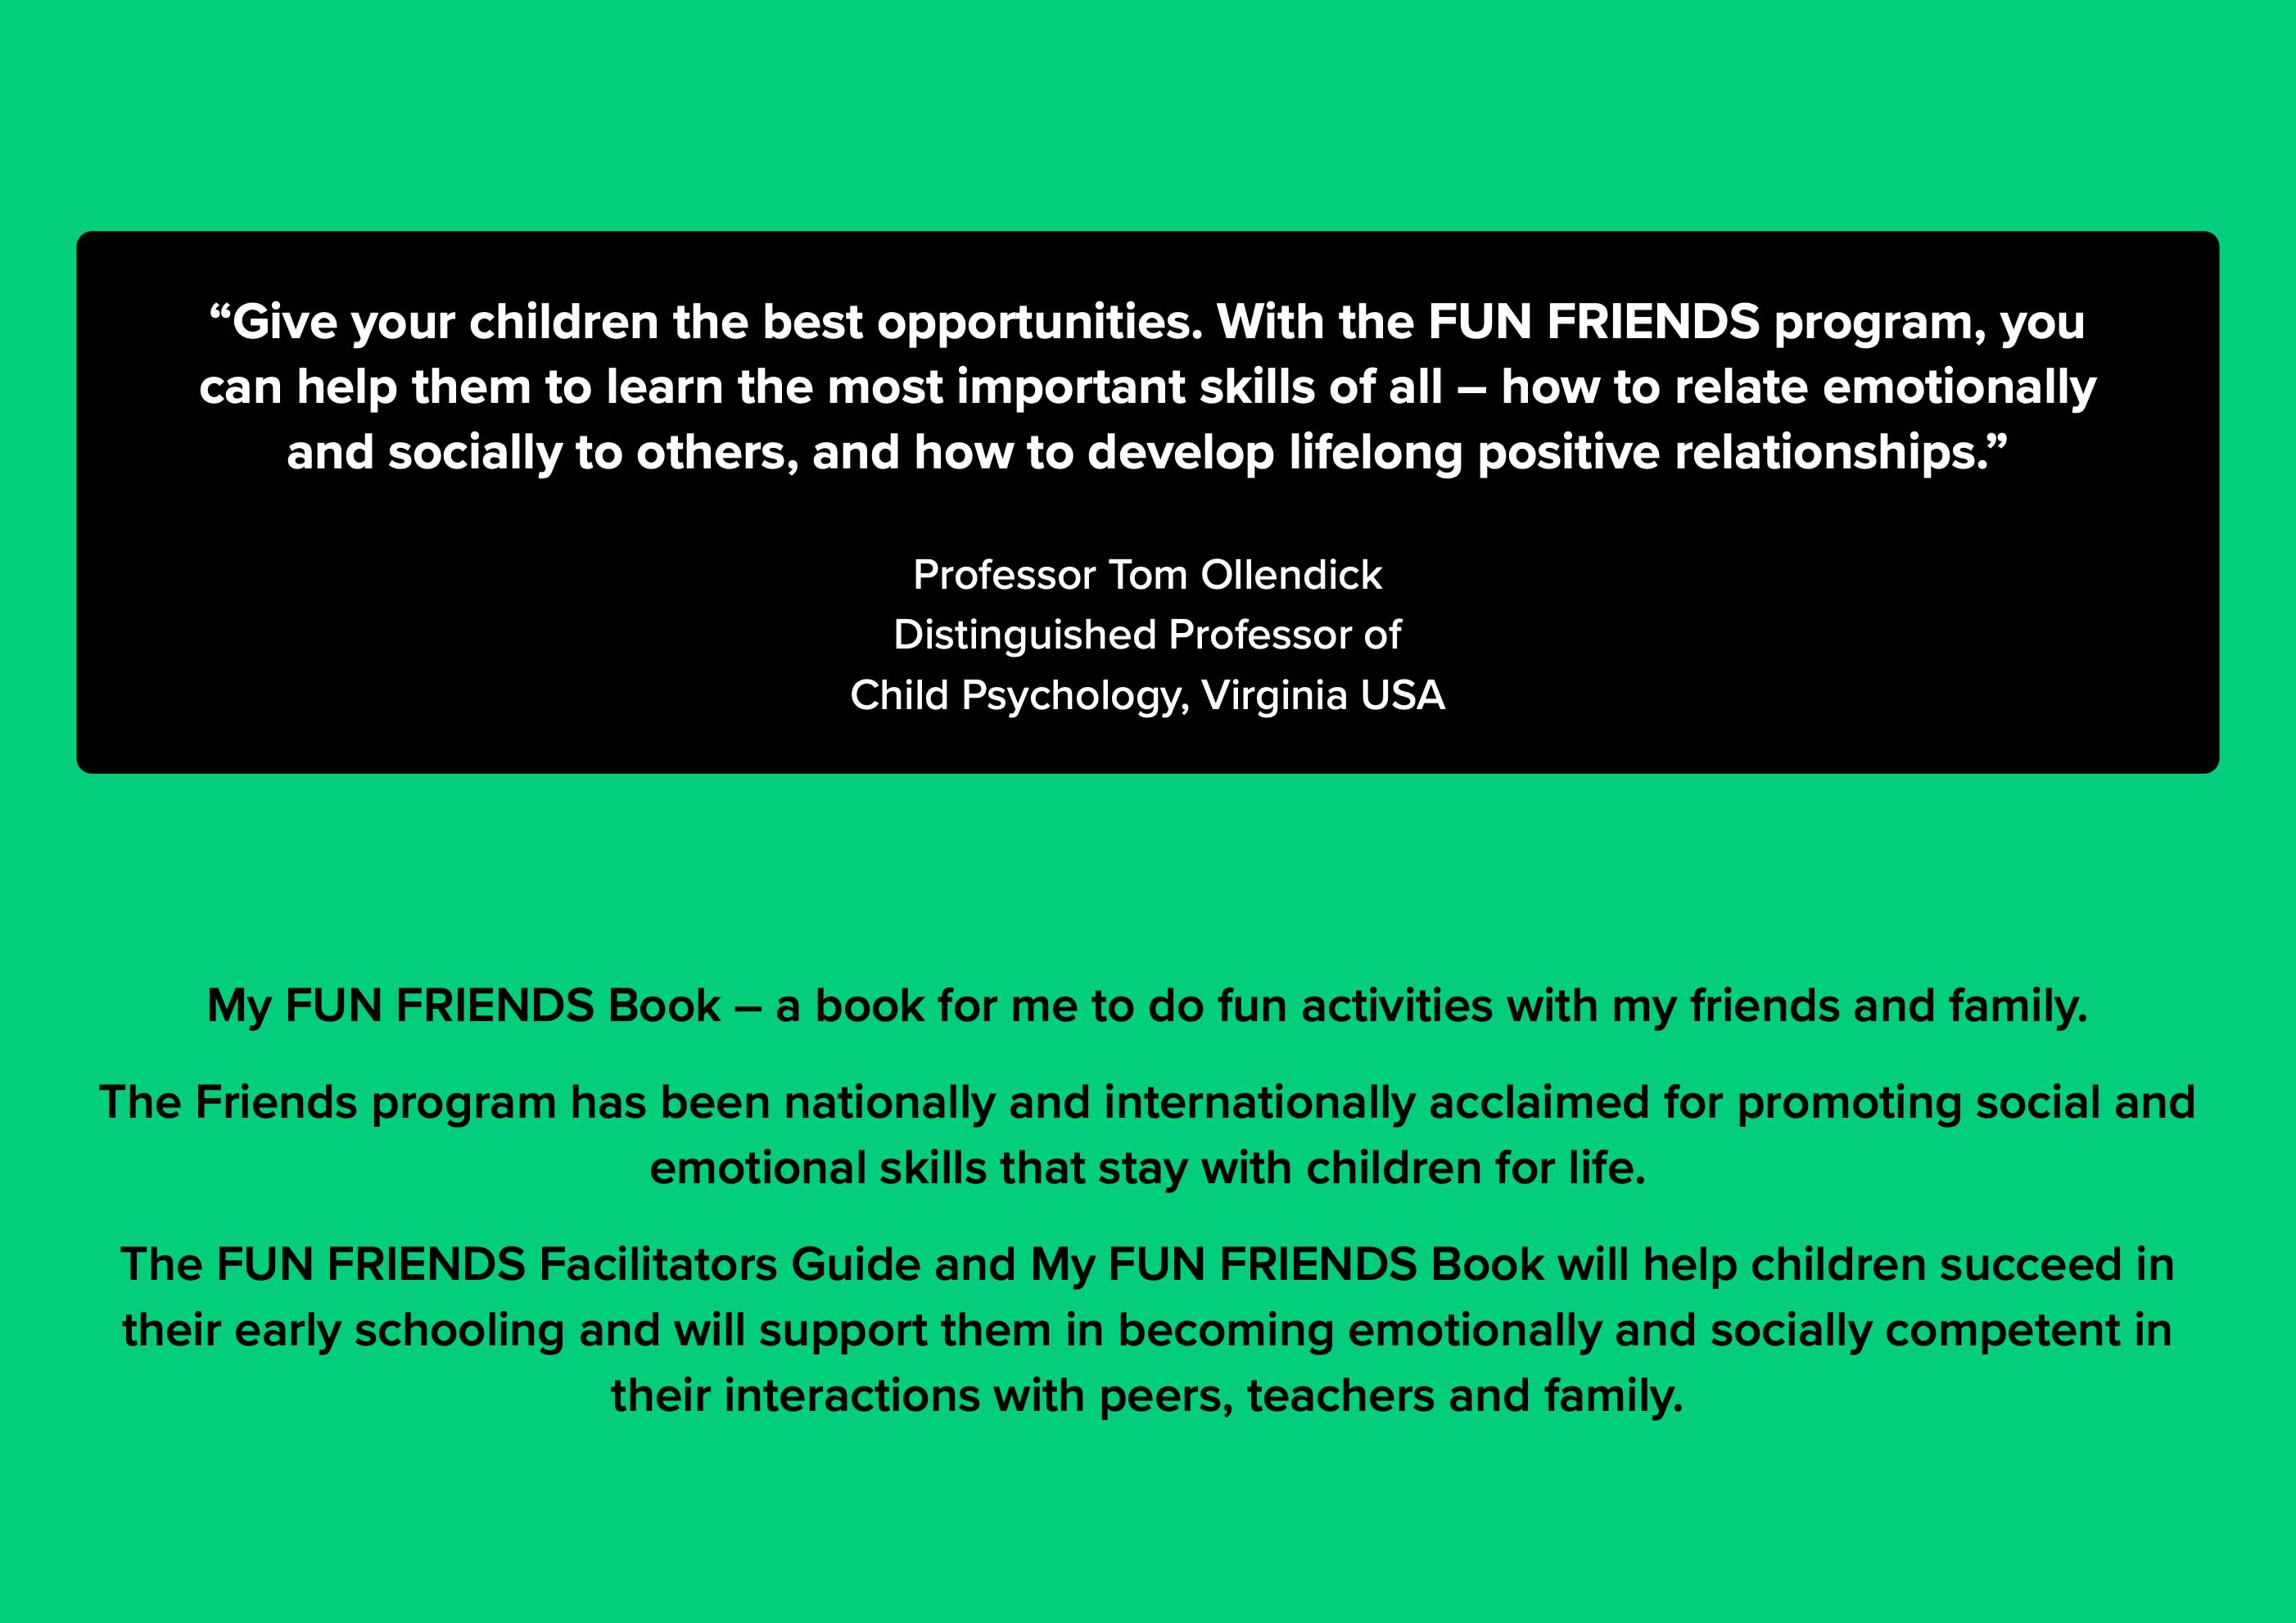 “Give your children the best opportunities. With the FUN FRIENDS program, you
can help them to learn the most important skills of all – how to relate emotionally
and socially to others, and how to develop lifelong positive relationships.”
Professor Tom Ollendick
Distinguished Professor of
Child Psychology, Virginia USA
My FUN FRIENDS Book – a book for me to do fun activities with my friends and family.
The Friends program has been nationally and internationally acclaimed for promoting social and
emotional skills that stay with children for life.
The FUN FRIENDS Facilitators Guide and My FUN FRIENDS Book will help children succeed in
their early schooling and will support them in becoming emotionally and socially competent in
their interactions with peers, teachers and family.